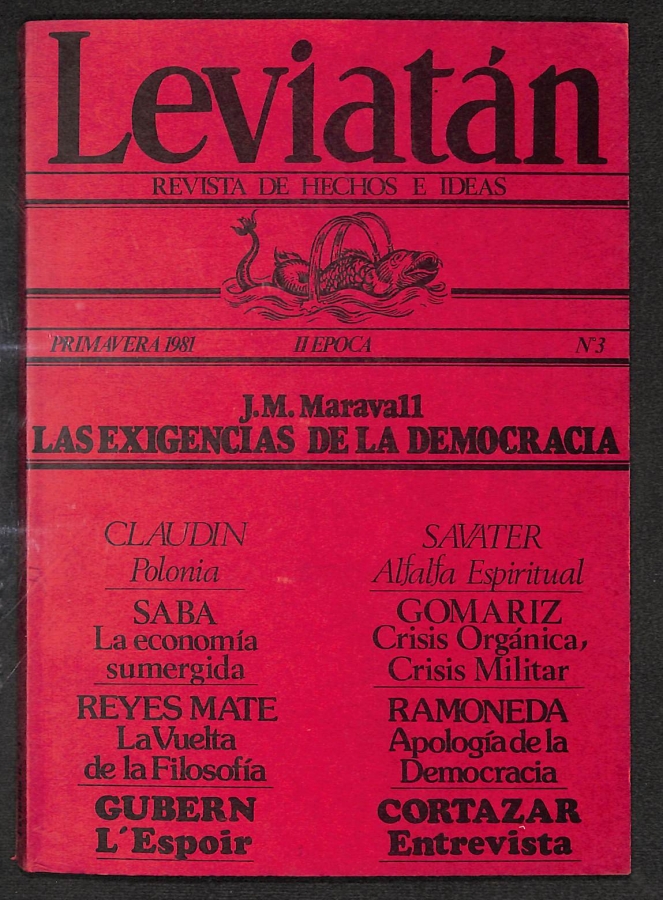 Leviatán
REVISTA DE HECHOS E IDEAS
PRIMAVERA 1981 II EPOCA Nº3
J.M. Maravall
LAS EXIGENCIAS DE LA DEMOCRACIA
CLAUDIN
Polonia
SABA
La economía
sumergida
REYES MATE
La Vuelta
de la Filosofía
GUBERN
L'Espoir
SAVATER
Alfalfa Espiritual
GOMARIZ
Crisis Orgánica,
Crisis Militar
RAMONEDA
Apología de la
Democracia
CORTAZAR
Entrevista